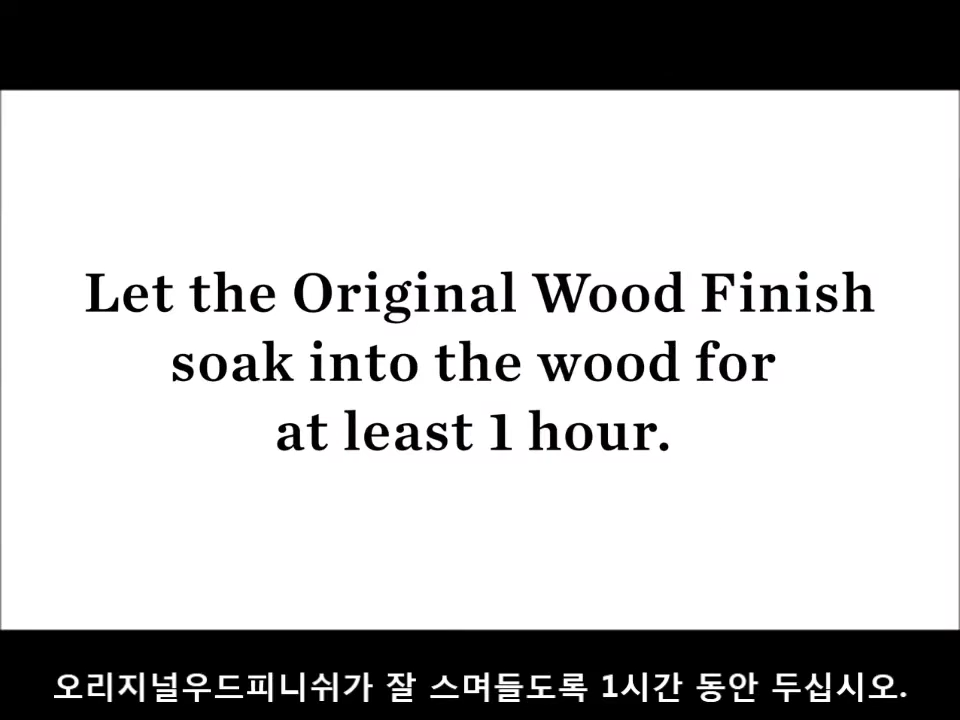 Let the Original Wood Finish
soak into the wood for
at least 1 hour.
오리지널우드피니쉬가 잘 스며들도록 1시간 동안 두십시오.